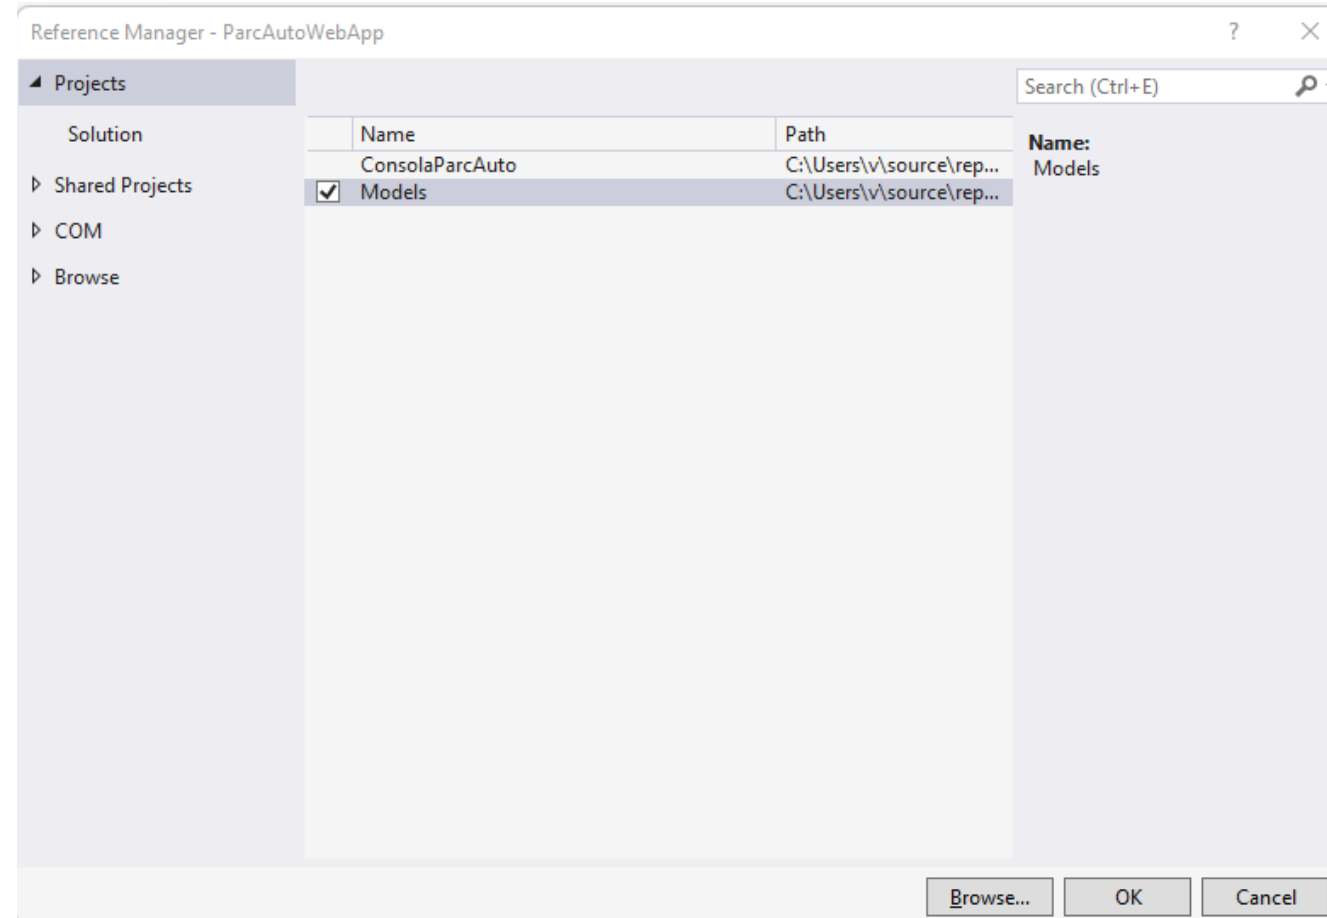 Reference Manager - ParcAutoWebApp
? ×
Projects
Search (Ctrl+E)
Solution
Name Path
Name:
ConsolaParcAuto C:\Users\v\source\rep...
Models
Shared Projects
Models C:\Users\v\source\rep...
COM
Browse
Browse... OK Cancel